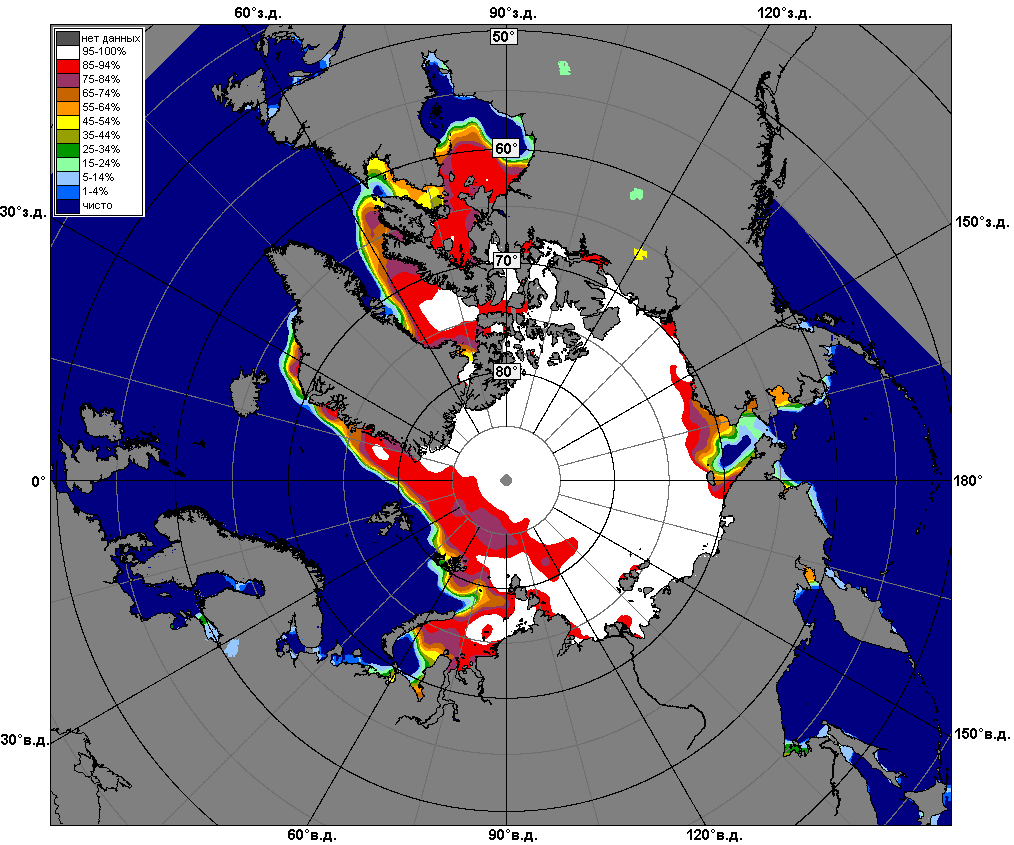 60°з.д.
90°з.д.
120°з.д.
50°
нет данных
95-100%
85-94%
75-84%
65-74%
55-64%
45-54%
35-44%
25-34%
15-24%
5-14%
1-4%
чисто
60°
30°з.д.
150°з.д.
70°
80°
0°
180°
30°в.д.
150°в.д.
60°в.д.
90°в.д.
120°в.д.